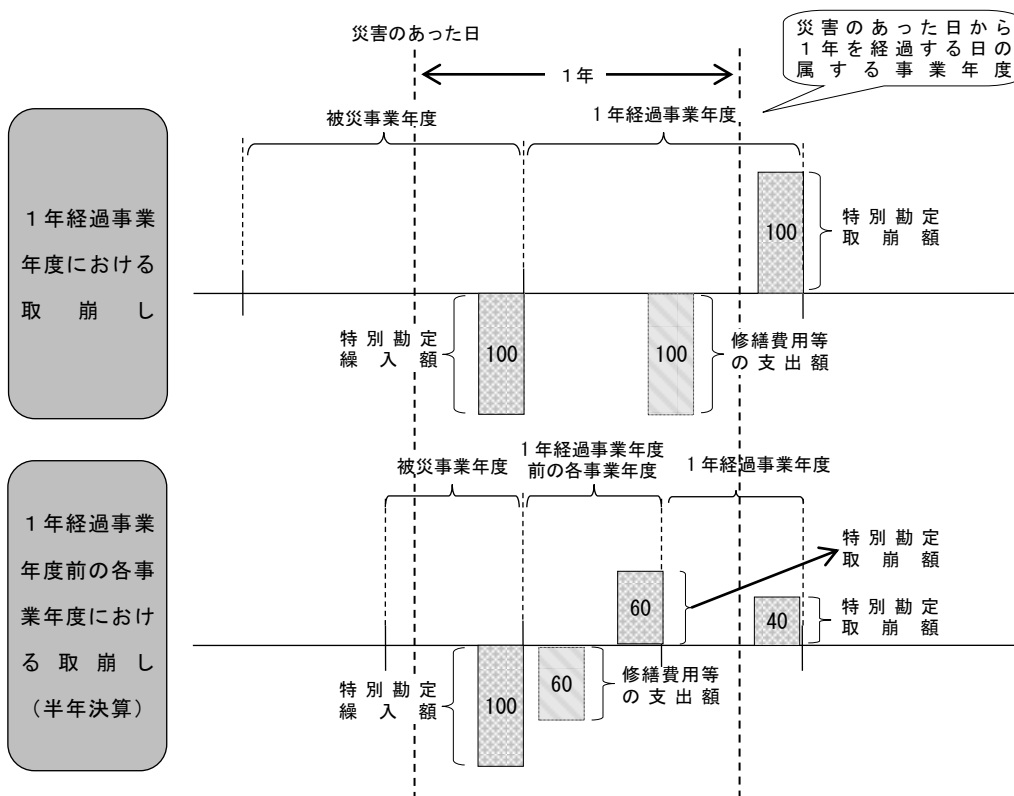 災害のあった日
1年
災害のあった日から
1年を経過する日の
属する事業年度
1年経過事業
年度における
取崩し
被災事業年度
1年経過事業年度
100
特別勘定
取崩額
特別勘定
繰入額
100
100
修繕費用等
の支出額
1年経過事業
年度前の各事
業年度におけ
る取崩し
（半年決算）
被災事業年度
1年経過事業年度
前の各事業年度
1年経過事業年度
特別勘定
取崩額
60
40
特別勘定
取崩額
特別勘定
繰入額
100
60
修繕費用等
の支出額